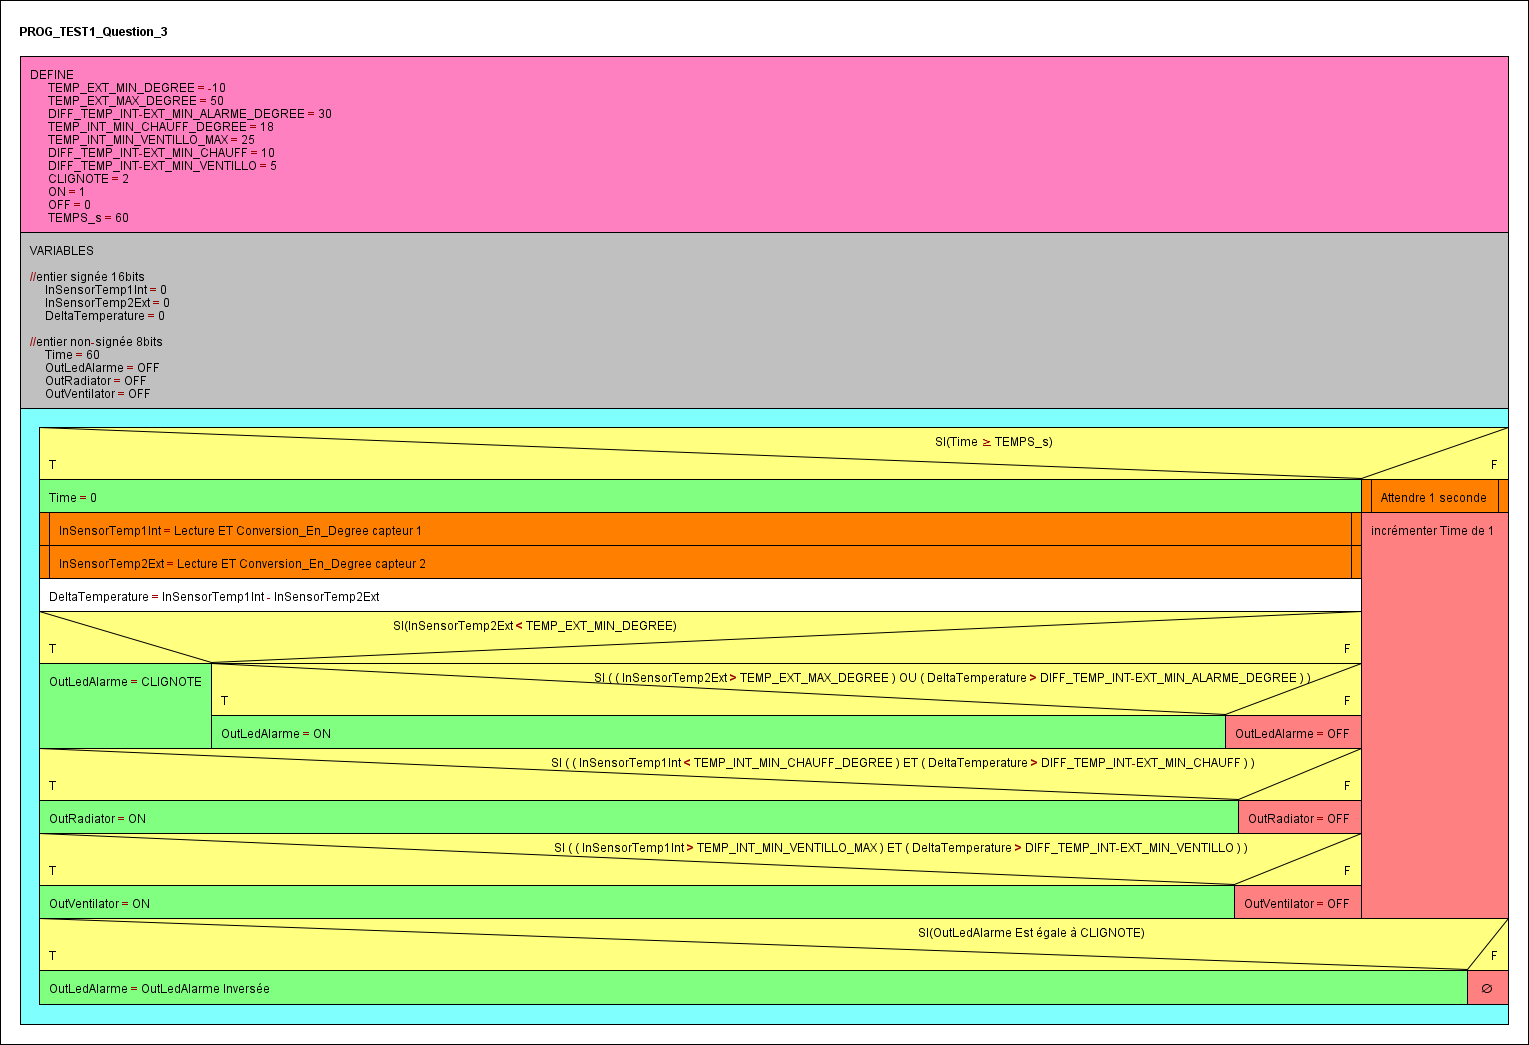 PROG_TEST1_Question_3
DEFINE
TEMP_EXT_MIN_DEGREE = -10
TEMP_EXT_MAX_DEGREE = 50
DIFF_TEMP_INT-EXT_MIN_ALARME_DEGREE = 30
TEMP_INT_MIN_CHAUFF_DEGREE = 18
TEMP_INT_MIN_VENTILLO_MAX = 25
DIFF_TEMP_INT-EXT_MIN_CHAUFF = 10
DIFF_TEMP_INT-EXT_MIN_VENTILLO = 5
CLIGNOTE = 2
ON = 1
OFF = 0
TEMPS_s = 60
VARIABLES
//entier signée 16bits
InSensorTemp1Int = 0
InSensorTemp2Ext = 0
DeltaTemperature = 0
//entier non-signée 8bits
Time = 60
OutLedAlarme = OFF
OutRadiator = OFF
OutVentilator = OFF
SI(Time ≥ TEMPS_s)
T
F
Time = 0
Attendre 1 seconde
InSensorTemp1Int = Lecture ET Conversion_En_Degree capteur 1
incrémenter Time de 1
InSensorTemp2Ext = Lecture ET Conversion_En_Degree capteur 2
DeltaTemperature = InSensorTemp1Int - InSensorTemp2Ext
SI(InSensorTemp2Ext < TEMP_EXT_MIN_DEGREE)
T
F
OutLedAlarme = CLIGNOTE
SI ( ( InSensorTemp2Ext > TEMP_EXT_MAX_DEGREE ) OU ( DeltaTemperature > DIFF_TEMP_INT-EXT_MIN_ALARME_DEGREE ) )
T
F
OutLedAlarme = ON
OutLedAlarme = OFF
SI ( ( InSensorTemp1Int < TEMP_INT_MIN_CHAUFF_DEGREE ) ET ( DeltaTemperature > DIFF_TEMP_INT-EXT_MIN_CHAUFF ) )
T
F
OutRadiator = ON
OutRadiator = OFF
SI ( ( InSensorTemp1Int > TEMP_INT_MIN_VENTILLO_MAX ) ET ( DeltaTemperature > DIFF_TEMP_INT-EXT_MIN_VENTILLO ) )
T
F
OutVentilator = ON
OutVentilator = OFF
SI(OutLedAlarme Est égale à CLIGNOTE)
T
F
OutLedAlarme = OutLedAlarme Inversée
∅